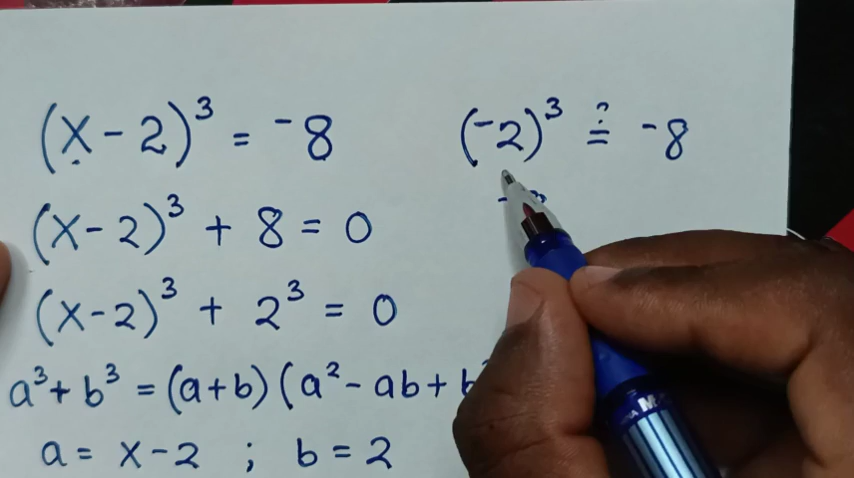 (x - 2)³ = -8
(x - 2)³ + 8 = 0
(x - 2)³ + 2³ = 0
a³ + b³ = (a + b) (a² - ab + b
a = x - 2 ; b = 2
(-2)³ ≟ -8